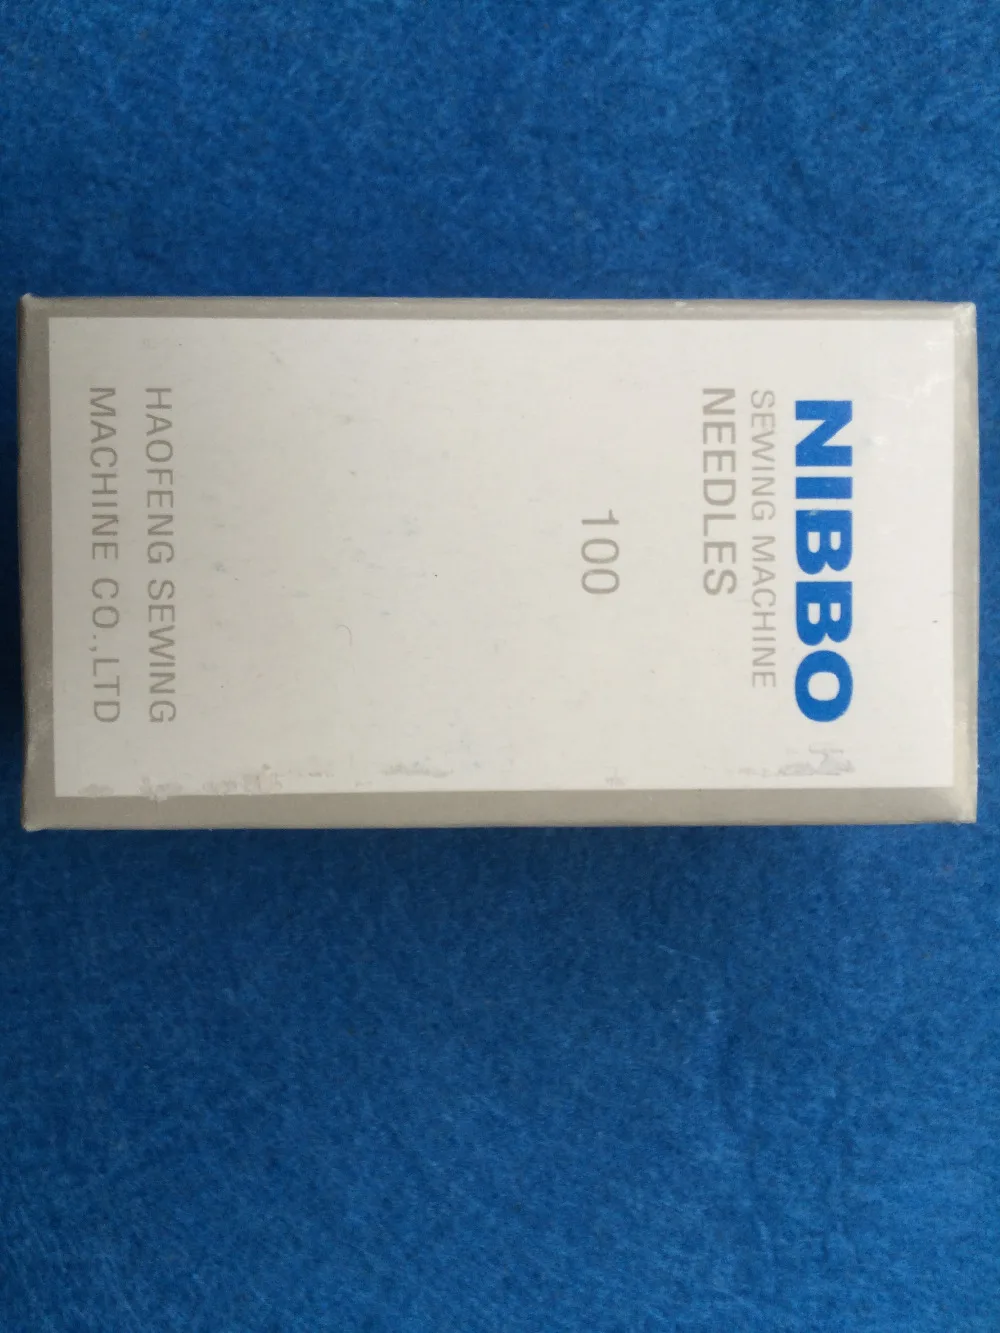 NIBBO
SEWING MACHINE
NEEDLES
100
HAOFENG SEWING
MACHINE CO.,LTD